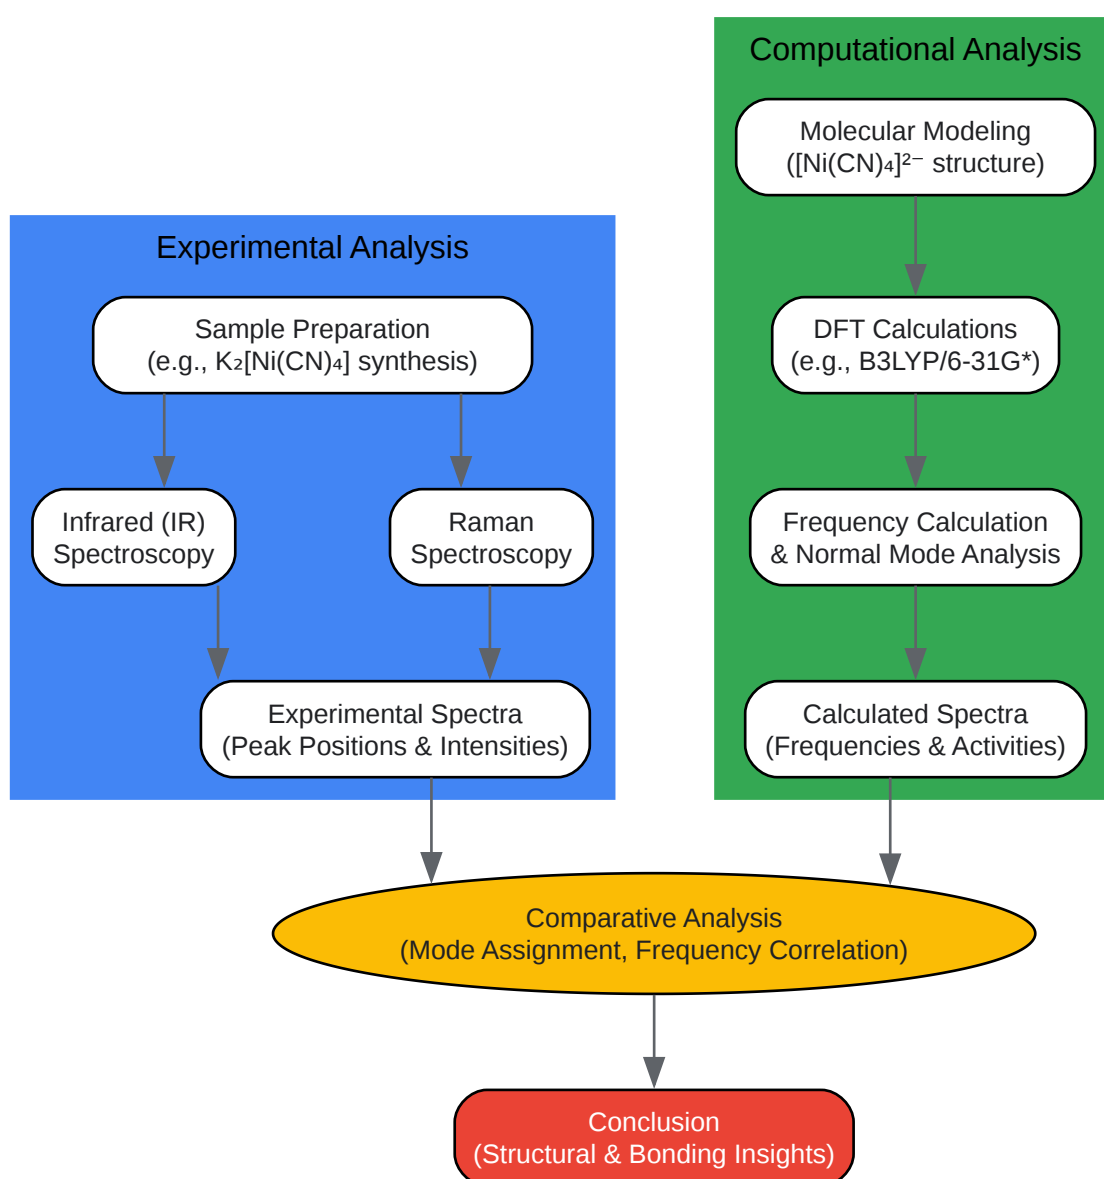 Computational Analysis
Molecular Modeling
([Ni(CN)₄]²⁻ structure)
Experimental Analysis
Sample Preparation
(e.g., K₂[Ni(CN)₄] synthesis)
DFT Calculations
(e.g., B3LYP/6-31G*)
Infrared (IR)
Spectroscopy
Raman
Spectroscopy
Frequency Calculation
& Normal Mode Analysis
Experimental Spectra
(Peak Positions & Intensities)
Calculated Spectra
(Frequencies & Activities)
Comparative Analysis
(Mode Assignment, Frequency Correlation)
Conclusion
(Structural & Bonding Insights)